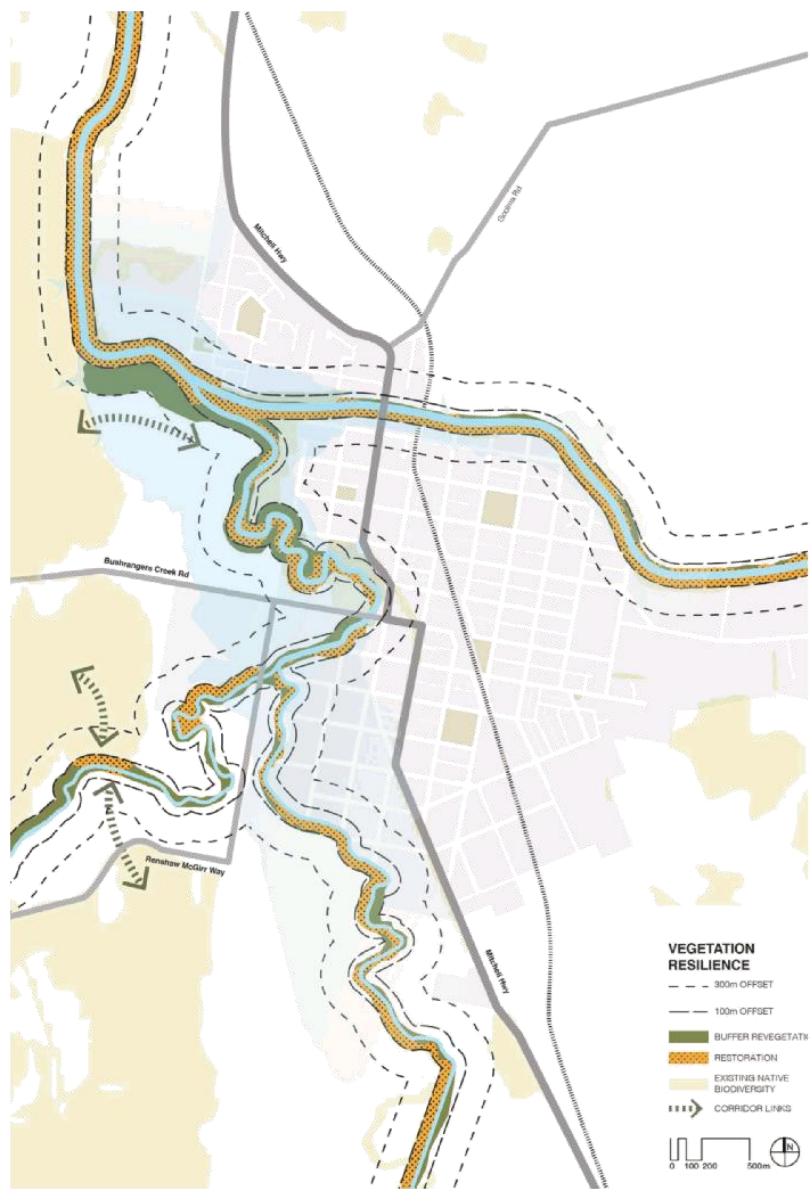 Mitchell Hwy
Goolma Rd
Bushrangers Creek Rd
Renshaw McGirr Way
Mitchell Hwy
VEGETATION
RESILIENCE
300m OFFSET
100m OFFSET
BUFFER REVEGETATI
RESTORATION
EXISTING NATIVE
BIODIVERSITY
CORRIDOR LINKS
N
0 100 200 500m